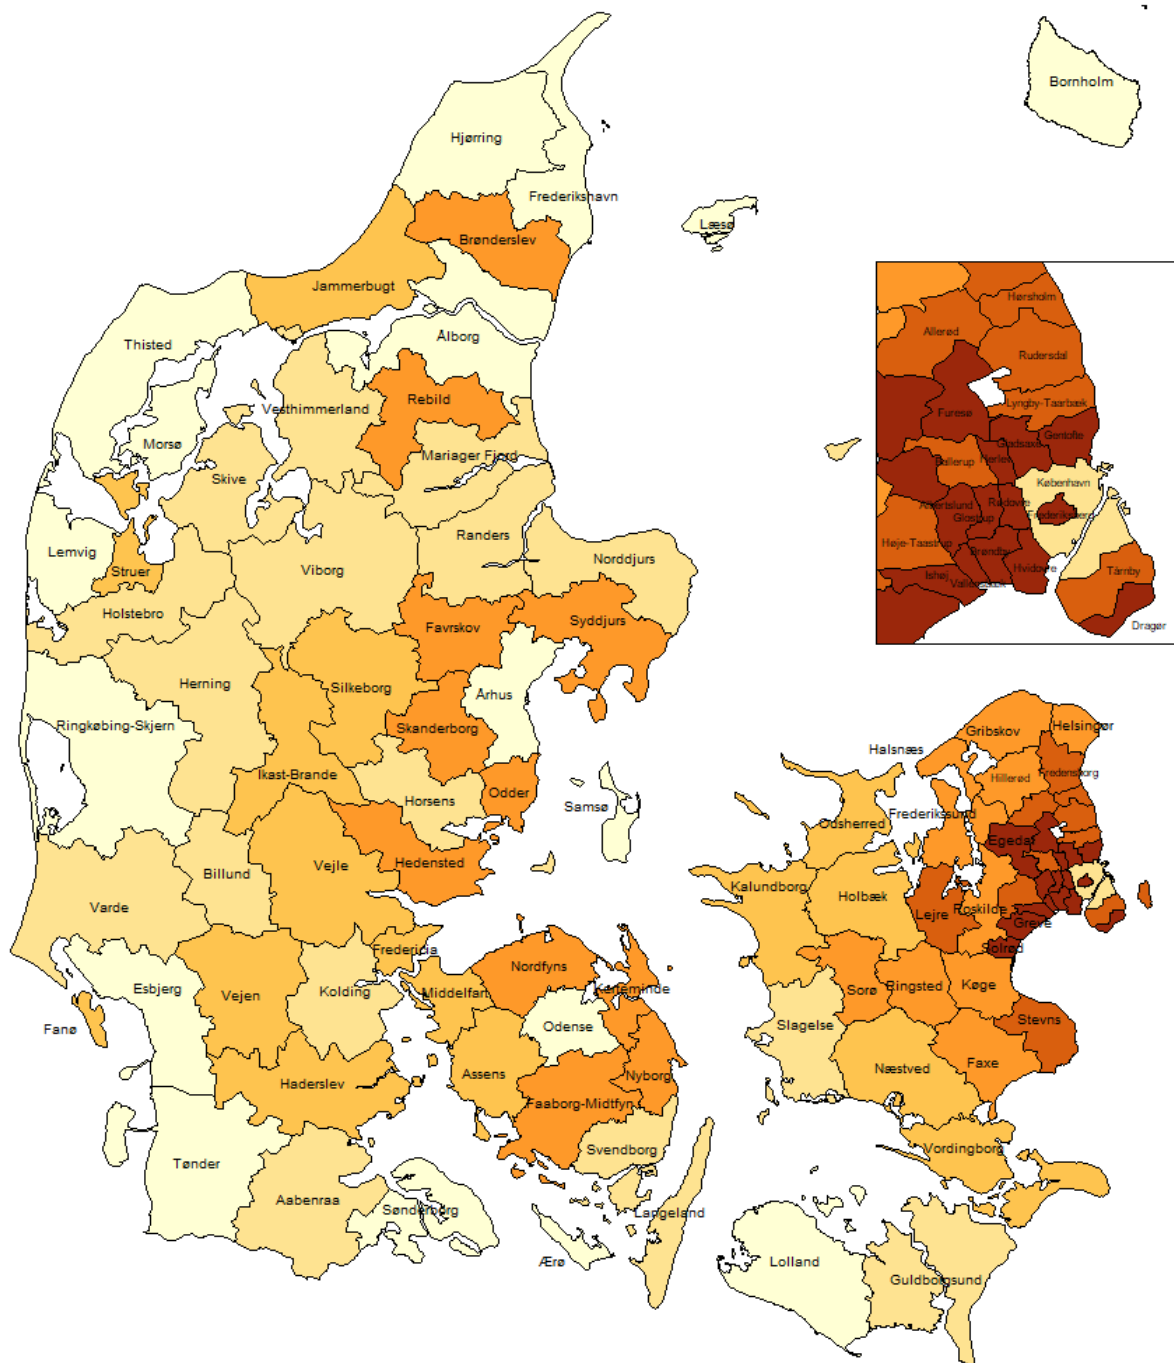 Bornholm
Hjørring
Frederikshavn
Læsø
Brønderslev
Jammerbugt
Ålborg
Thisted
Rebild
Vesthimmerland
Morsø
Mariager Fjord
Skive
Randers
Norddjurs
Lemvig
Struer
Viborg
Holstebro
Favrskov
Syddjurs
Herning
Silkeborg
Århus
Ringkøbing-Skjern
Skanderborg
Ikast-Brande
Horsens
Odder
Samsø
Hedensted
Vejle
Billund
Varde
Fredericia
Nordfyns
Esbjerg
Vejen
Kolding
Middelfart
Kerteminde
Fanø
Odense
Haderslev
Assens
Nyborg
Faaborg-Midtfyn
Svendborg
Tønder
Aabenraa
Sønderborg
Langeland
Ærø
Hørsholm
Allerød
Rudersdal
Lyngby-Taarbæk
Furesø
Gentofte
Gladsaxe
Ballerup
Herlev
København
Albertslund
Rødovre
Glostrup
Frederiksberg
Høje-Taastrup
Brøndby
Hvidovre
Ishøj
Vallensbæk
Tårnby
Dragør
Gribskov
Helsingør
Halsnæs
Hillerød
Fredensborg
Frederikssund
Odsherred
Egedal
Kalundborg
Holbæk
Lejre
Roskilde
Greve
Solrød
Sorø
Ringsted
Køge
Slagelse
Stevns
Næstved
Faxe
Vordingborg
Lolland
Guldborgsund